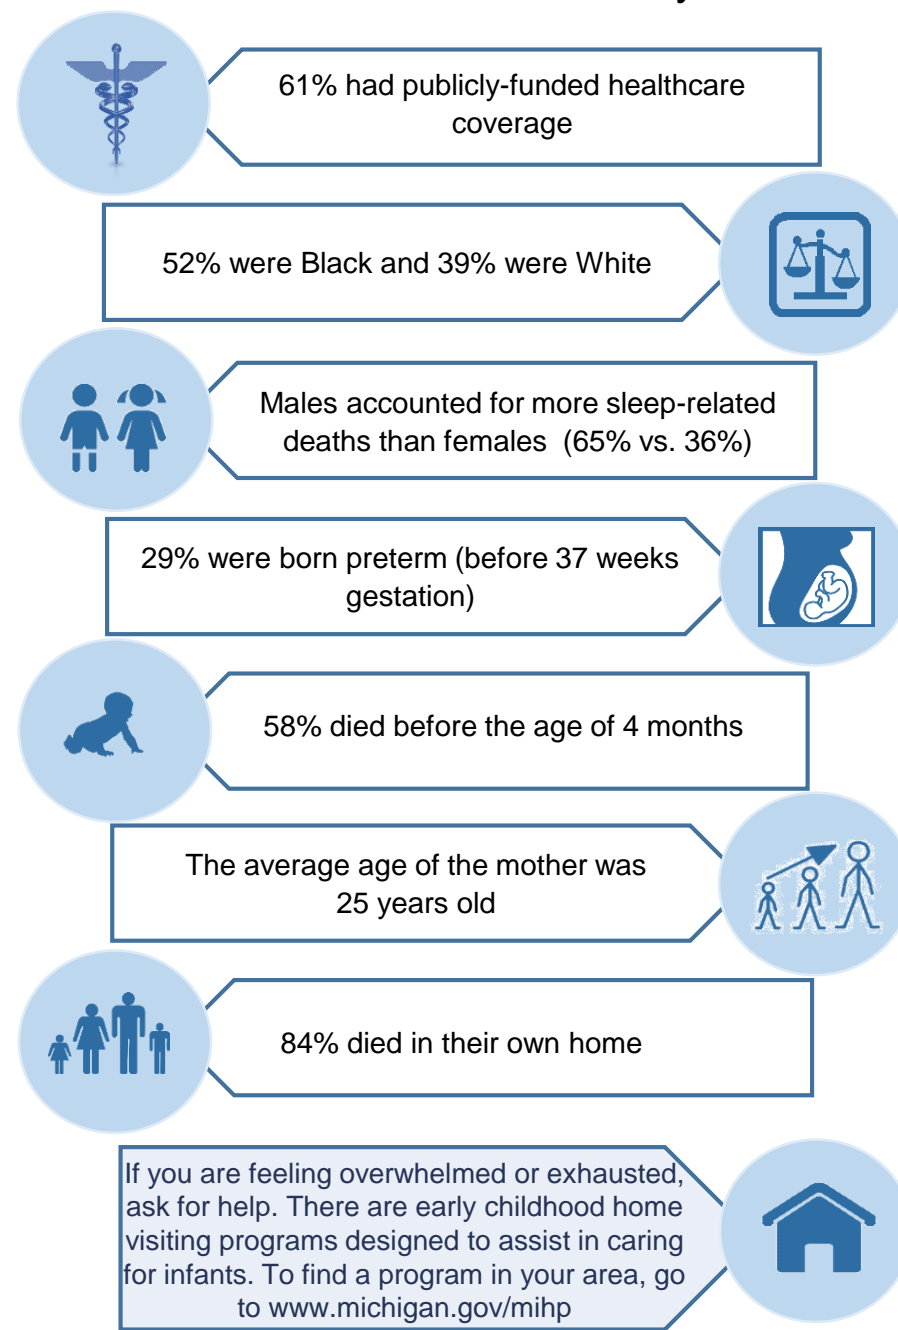 61% had publicly-funded healthcare
coverage
52% were Black and 39% were White
Males accounted for more sleep-related
deaths than females (65% vs. 36%)
29% were born preterm (before 37 weeks
gestation)
58% died before the age of 4 months
The average age of the mother was
25 years old
84% died in their own home
If you are feeling overwhelmed or exhausted,
ask for help. There are early childhood home
visiting programs designed to assist in caring
for infants. To find a program in your area, go
to www.michigan.gov/mihp